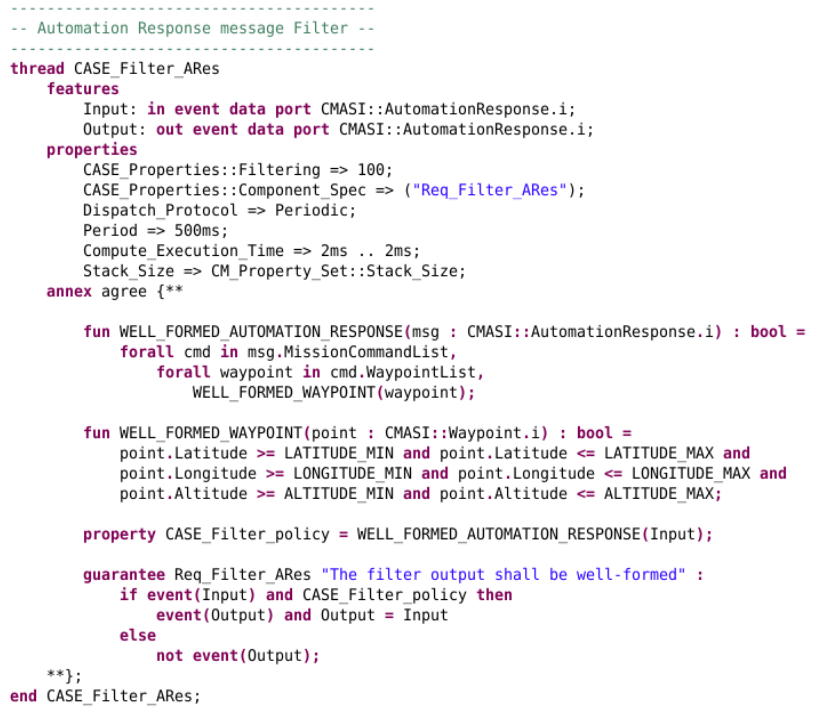 ----------------------------------------
-- Automation Response message Filter --
----------------------------------------
thread CASE_Filter_ARes
    features
        Input: in event data port CMASI::AutomationResponse.i;
        Output: out event data port CMASI::AutomationResponse.i;
    properties
        CASE_Properties::Filtering => 100;
        CASE_Properties::Component_Spec => ("Req_Filter_ARes");
        Dispatch_Protocol => Periodic;
        Period => 500ms;
        Compute_Execution_Time => 2ms .. 2ms;
        Stack_Size => CM_Property_Set::Stack_Size;
    annex agree {**

        fun WELL_FORMED_AUTOMATION_RESPONSE(msg : CMASI::AutomationResponse.i) : bool =
            forall cmd in msg.MissionCommandList,
                forall waypoint in cmd.WaypointList,
                    WELL_FORMED_WAYPOINT(waypoint);

        fun WELL_FORMED_WAYPOINT(point : CMASI::Waypoint.i) : bool =
            point.Latitude >= LATITUDE_MIN and point.Latitude <= LATITUDE_MAX and
            point.Longitude >= LONGITUDE_MIN and point.Longitude <= LONGITUDE_MAX and
            point.Altitude >= ALTITUDE_MIN and point.Altitude <= ALTITUDE_MAX;

        property CASE_Filter_policy = WELL_FORMED_AUTOMATION_RESPONSE(Input);

        guarantee Req_Filter_ARes "The filter output shall be well-formed" :
            if event(Input) and CASE_Filter_policy then
                event(Output) and Output = Input
            else
                not event(Output);
    **};
end CASE_Filter_ARes;